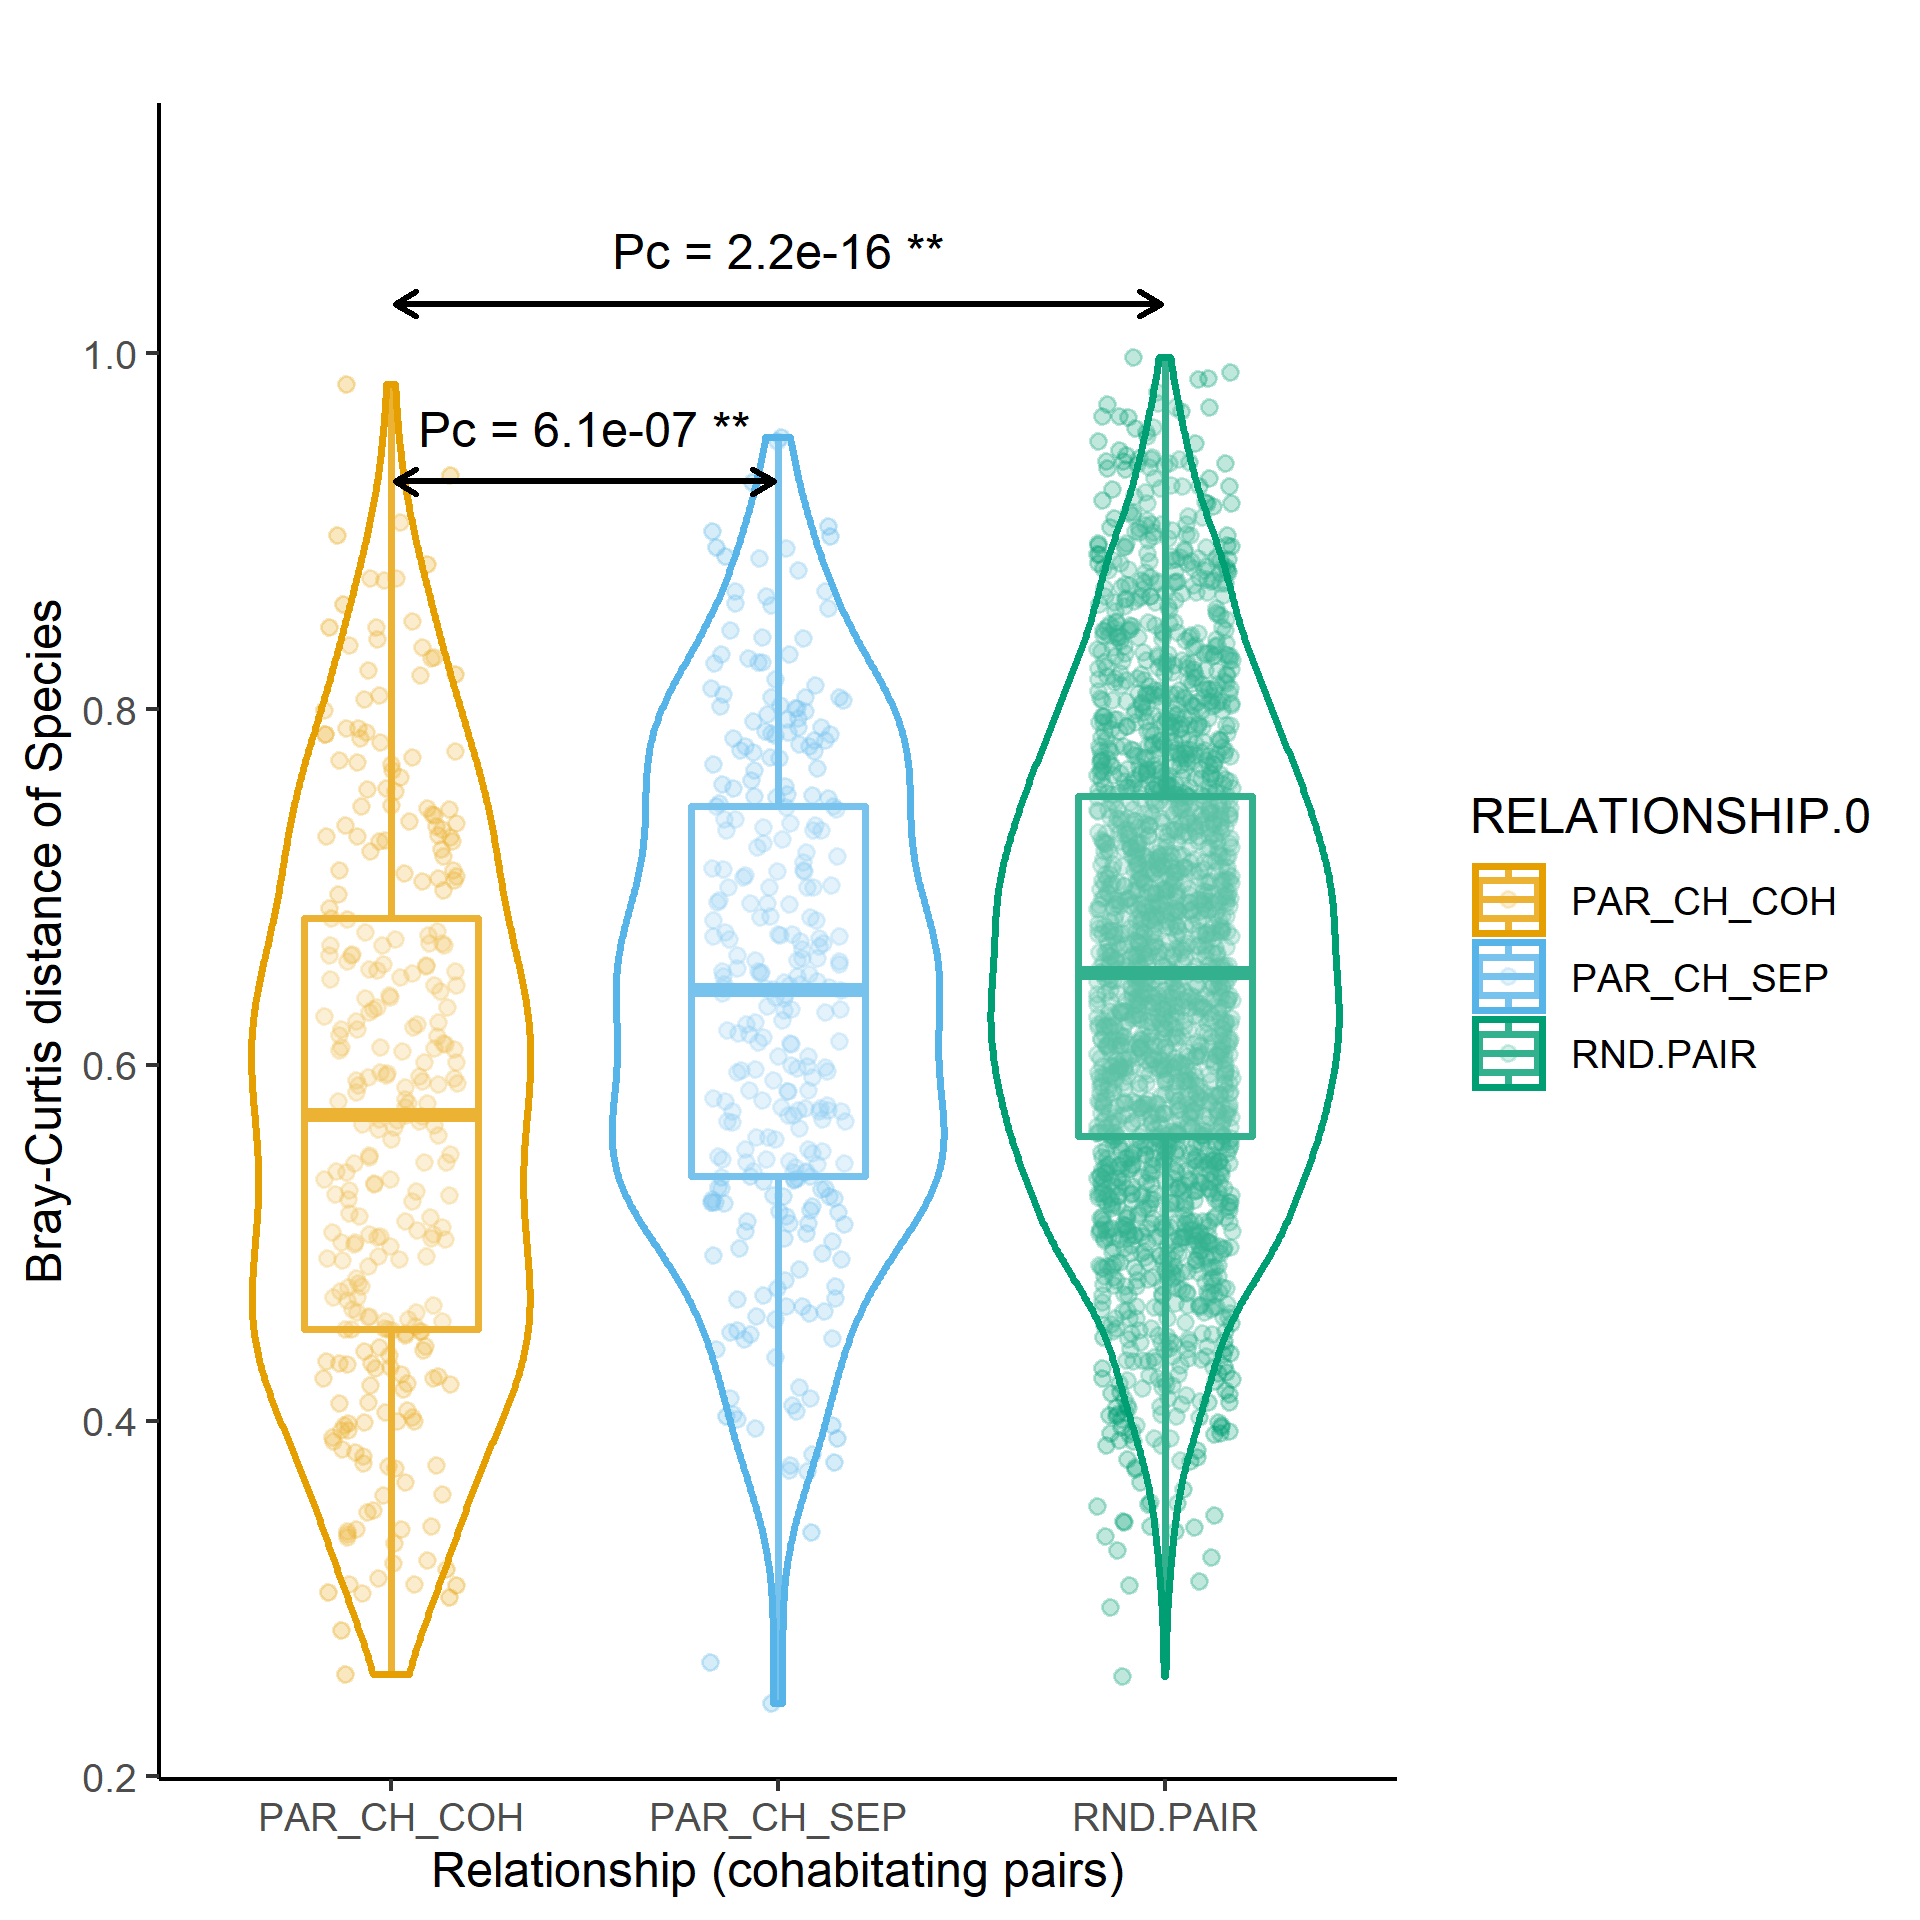 Pc = 2.2e-16 **
Pc = 6.1e-07 **
1.0
0.8
0.6
0.4
0.2
Bray-Curtis distance of Species
PAR_CH_COH
PAR_CH_SEP
RND.PAIR
Relationship (cohabitating pairs)
RELATIONSHIP.0
PAR_CH_COH
PAR_CH_SEP
RND.PAIR